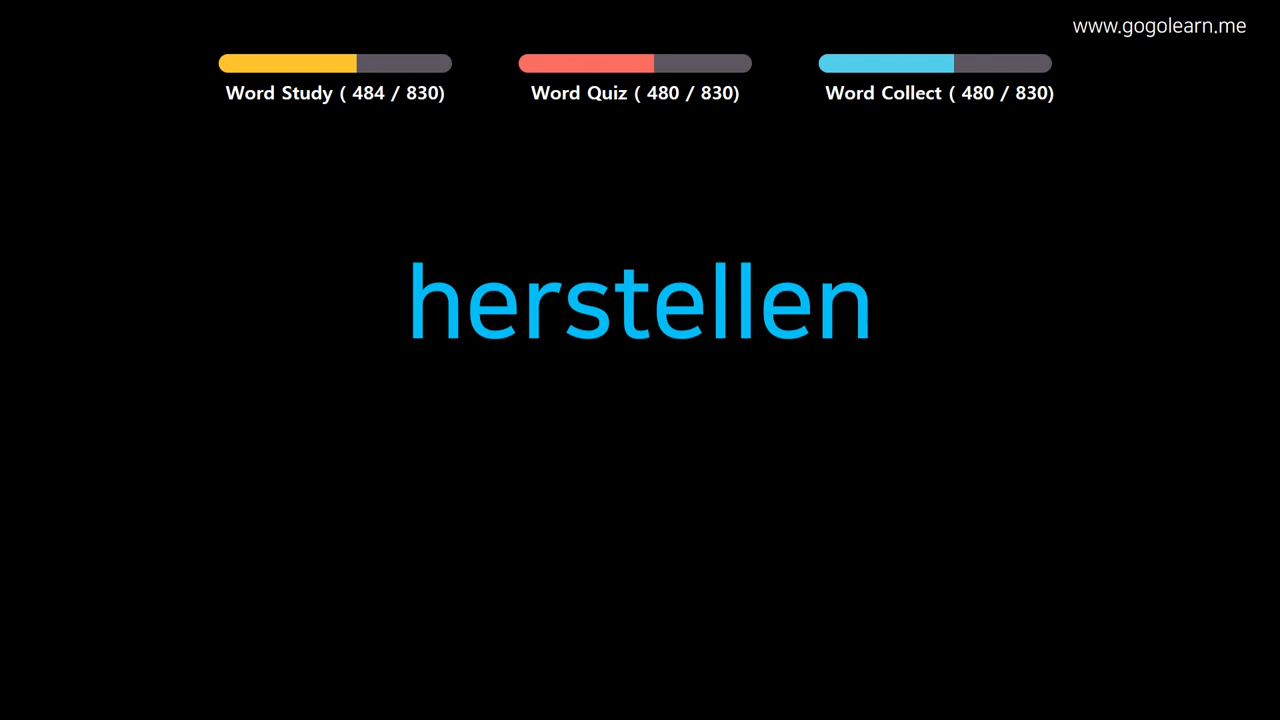 www.gogolearn.me
Word Study ( 484 / 830)
Word Quiz ( 480 / 830)
Word Collect ( 480 / 830)
herstellen